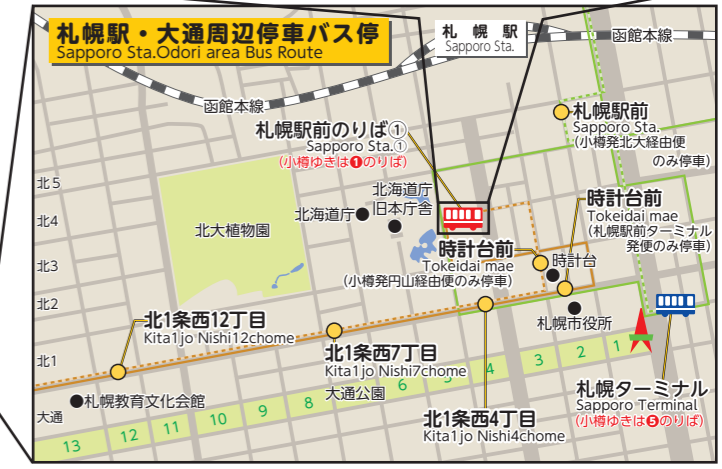 札幌駅・大通周辺停車バス停
Sapporo Sta.Odori area Bus Route
札幌駅
Sapporo Sta.
函館本線
函館本線
札幌駅前のりば①
Sapporo Sta.①
(小樽ゆきは❶のりば)
札幌駅前
Sapporo Sta.
(小樽発北大経由便
のみ停車)
北5
北4
北3
北2
北1
大通
北大植物園
北海道庁
北海道庁
旧本庁舎
時計台前
Tokeidai mae
(札幌駅前ターミナル
発便のみ停車)
時計台前
Tokeidai mae
(小樽発円山経由便のみ停車)
時計台
札幌市役所
北1条西12丁目
Kita1jo Nishi12chome
北1条西7丁目
Kita1jo Nishi7chome
大通公園
北1条西4丁目
Kita1jo Nishi4chome
札幌ターミナル
Sapporo Terminal
(小樽ゆきは❺のりば)
札幌教育文化会館
13 12 11 10 9 8 7 6 5 4 3 2 1